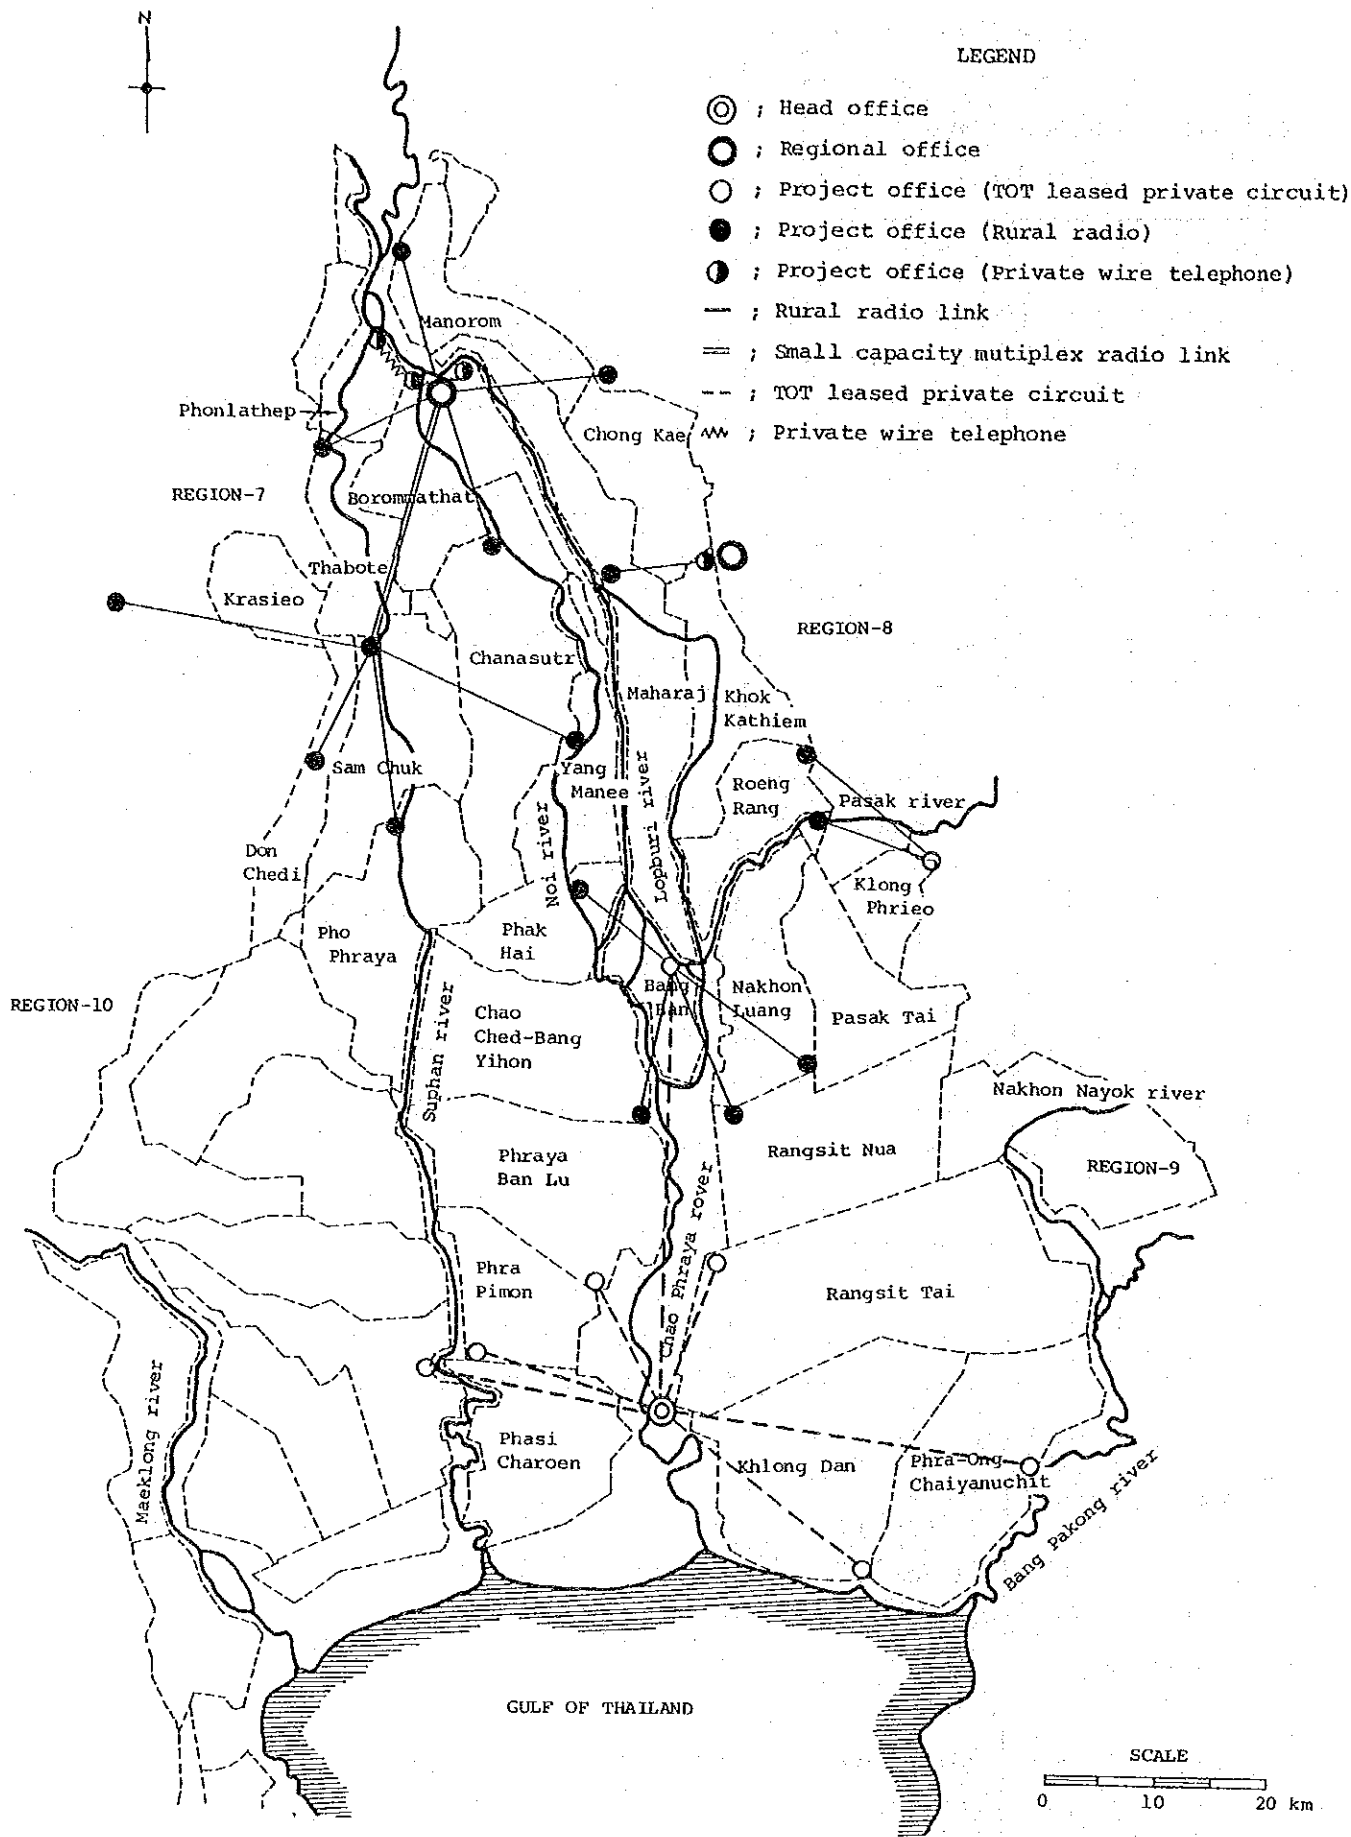 N
LEGEND
; Head office
; Regional office
; Project office (TOT leased private circuit)
; Project office (Rural radio)
; Project office (Private wire telephone)
; Rural radio link
; Small capacity mutiplex radio link
; TOT leased private circuit
; Private wire telephone
Manorom
Phonlathep
Chong Kae
REGION-7
Borommathat
Thabote
Krasieo
REGION-8
Chanasutr
Maharaj
Khok
Kathiem
Sam Chuk
Yang
Manee
Roeng
Rang
Pasak river
Noi river
Lopburi river
Don
Chedi
Klong
Phrieo
Pho
Phraya
Phak
Hai
REGION-10
Bang
Ban
Nakhon
Luang
Pasak Tai
Suphan river
Chao
Ched-Bang
Yihon
Nakhon Nayok river
Phraya
Ban Lu
Rangsit Nua
REGION-9
Chao Phraya rover
Phra
Pimon
Rangsit Tai
Maeklong river
Phasi
Charoen
Khlong Dan
Phra-Ong
Chaiyanuchit
Bang Pakong river
GULF OF THAILAND
SCALE
0 10 20 km